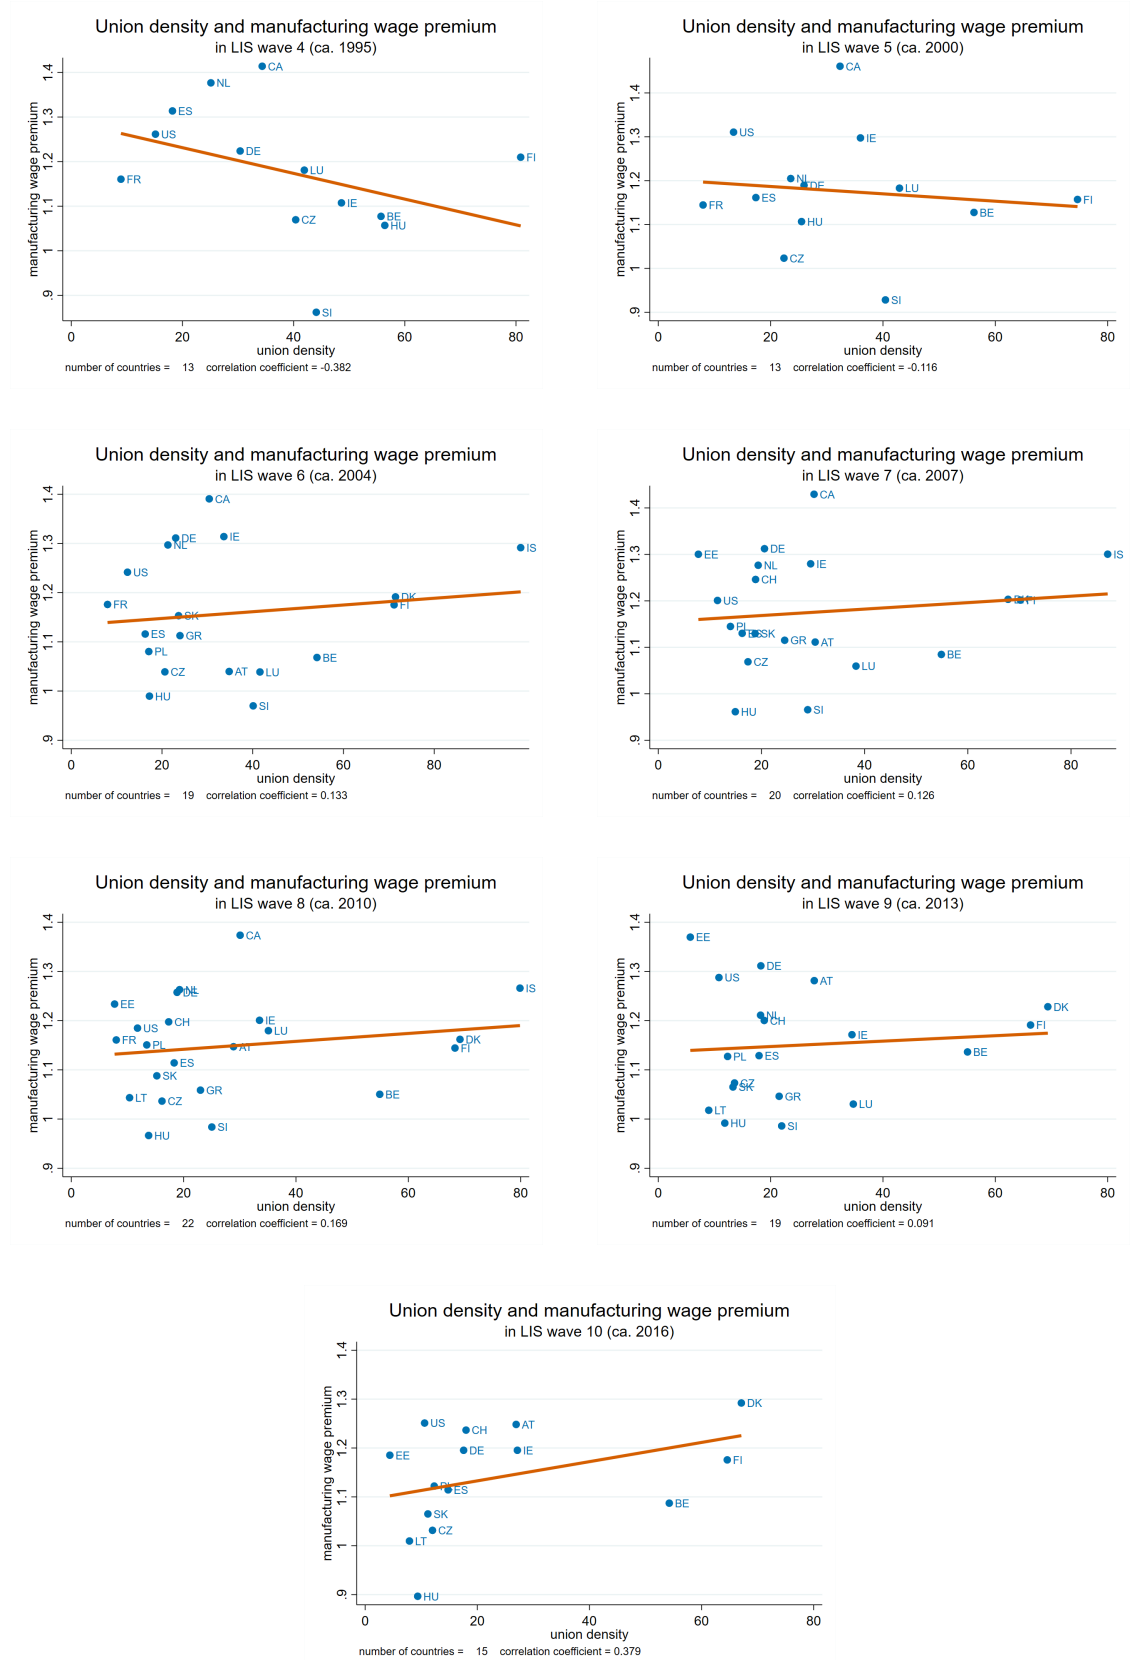 Union density and manufacturing wage premium
in LIS wave 4 (ca. 1995)
manufacturing wage premium
1.4
1.3
1.2
1.1
1
.9
CA
NL
ES
US
DE
FI
LU
FR
IE
BE
CZ
HU
SI
0 20 40 60 80
union density
number of countries = 13 correlation coefficient = -0.382
Union density and manufacturing wage premium
in LIS wave 5 (ca. 2000)
manufacturing wage premium
1.4
1.3
1.2
1.1
1
.9
CA
US
IE
NL
DE
LU
ES
FI
FR
BE
HU
CZ
SI
0 20 40 60 80
union density
number of countries = 13 correlation coefficient = -0.116
Union density and manufacturing wage premium
in LIS wave 6 (ca. 2004)
manufacturing wage premium
1.4
1.3
1.2
1.1
1
.9
CA
DE
IE
NL
IS
US
DK
FR
FI
SK
ES
GR
PL
BE
CZ
AT
LU
HU
SI
0 20 40 60 80
union density
number of countries = 19 correlation coefficient = 0.133
Union density and manufacturing wage premium
in LIS wave 7 (ca. 2007)
manufacturing wage premium
1.4
1.3
1.2
1.1
1
.9
CA
DE
EE
IS
NL
IE
CH
US
DK
FI
PL
ES
SK
GR
AT
BE
CZ
LU
HU
SI
0 20 40 60 80
union density
number of countries = 20 correlation coefficient = 0.126
Union density and manufacturing wage premium
in LIS wave 8 (ca. 2010)
manufacturing wage premium
1.4
1.3
1.2
1.1
1
.9
CA
NL
DE
IS
EE
CH
IE
US
LU
FR
DK
PL
AT
FI
ES
SK
GR
BE
LT
CZ
SI
HU
0 20 40 60 80
union density
number of countries = 22 correlation coefficient = 0.169
Union density and manufacturing wage premium
in LIS wave 9 (ca. 2013)
manufacturing wage premium
1.4
1.3
1.2
1.1
1
.9
EE
DE
US
AT
DK
NL
CH
FI
IE
BE
PL
ES
CZ
SK
GR
LU
LT
HU
SI
0 20 40 60 80
union density
number of countries = 19 correlation coefficient = 0.091
Union density and manufacturing wage premium
in LIS wave 10 (ca. 2016)
manufacturing wage premium
1.4
1.3
1.2
1.1
1
.9
DK
US
AT
CH
DE
IE
EE
FI
PL
ES
BE
SK
CZ
LT
HU
0 20 40 60 80
union density
number of countries = 15 correlation coefficient = 0.379